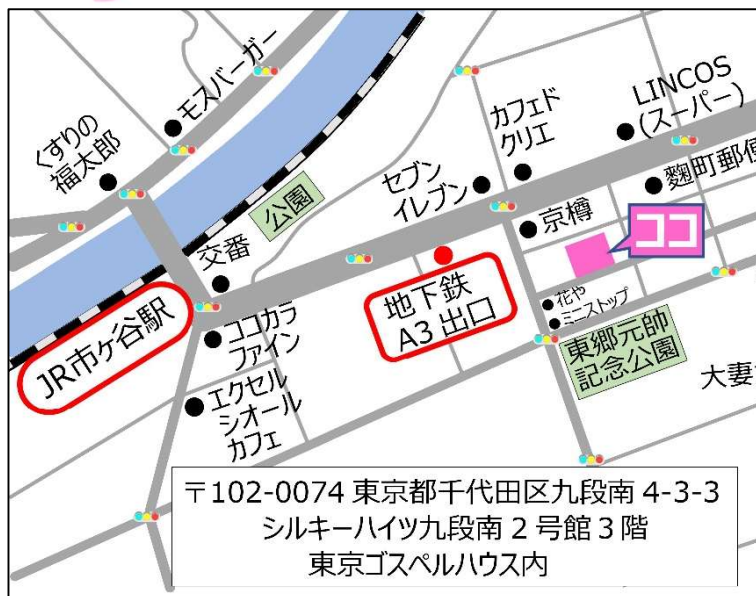 モスバーガー
くすりの
福太郎
LINCOS
(スーパー)
カフェド
クリエ
セブン
イレブン
麴町郵便
公園
京樽
ココ
交番
地下鉄
A3 出口
JR市ヶ谷駅
花や
ミニストップ
ココカラ
ファイン
東郷元帥
記念公園
大妻
エクセル
シオール
カフェ
〒102-0074 東京都千代田区九段南 4-3-3
シルキーハイツ九段南 2 号館 3 階
東京ゴスペルハウス内